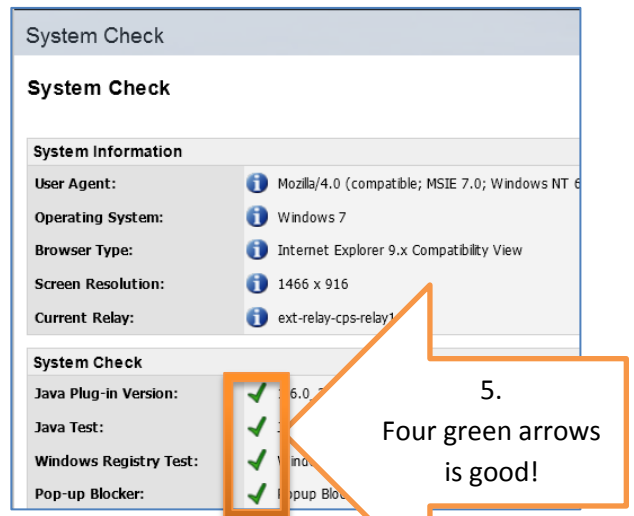 System Check
System Check
System Information
User Agent: Mozilla/4.0 (compatible; MSIE 7.0; Windows NT
Operating System: Windows 7
Browser Type: Internet Explorer 9.x Compatibility View
Screen Resolution: 1466 x 916
Current Relay: ext-relay-cps-relay1
System Check
Java Plug-in Version:
Java Test:
Windows Registry Test:
Pop-up Blocker:
5.
Four green arrows
is good!